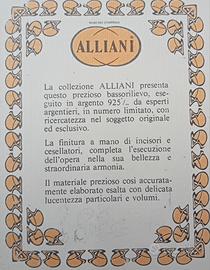 MARCHIO D'IMPRESA
ALLIANI
La collezione ALLIANI presenta
questo prezioso bassorilievo, ese-
guito in argento 925/.. da esperti
argentieri, in numero limitato, con
ricercatezza nel soggetto originale
ed esclusivo.
La finitura a mano di incisori e
cesellatori, completa l'esecuzione
dell'opera nella sua bellezza e
straordinaria armonia.
Il materiale prezioso così accurata-
mente elaborato esalta con delicata
lucentezza particolari e volumi.